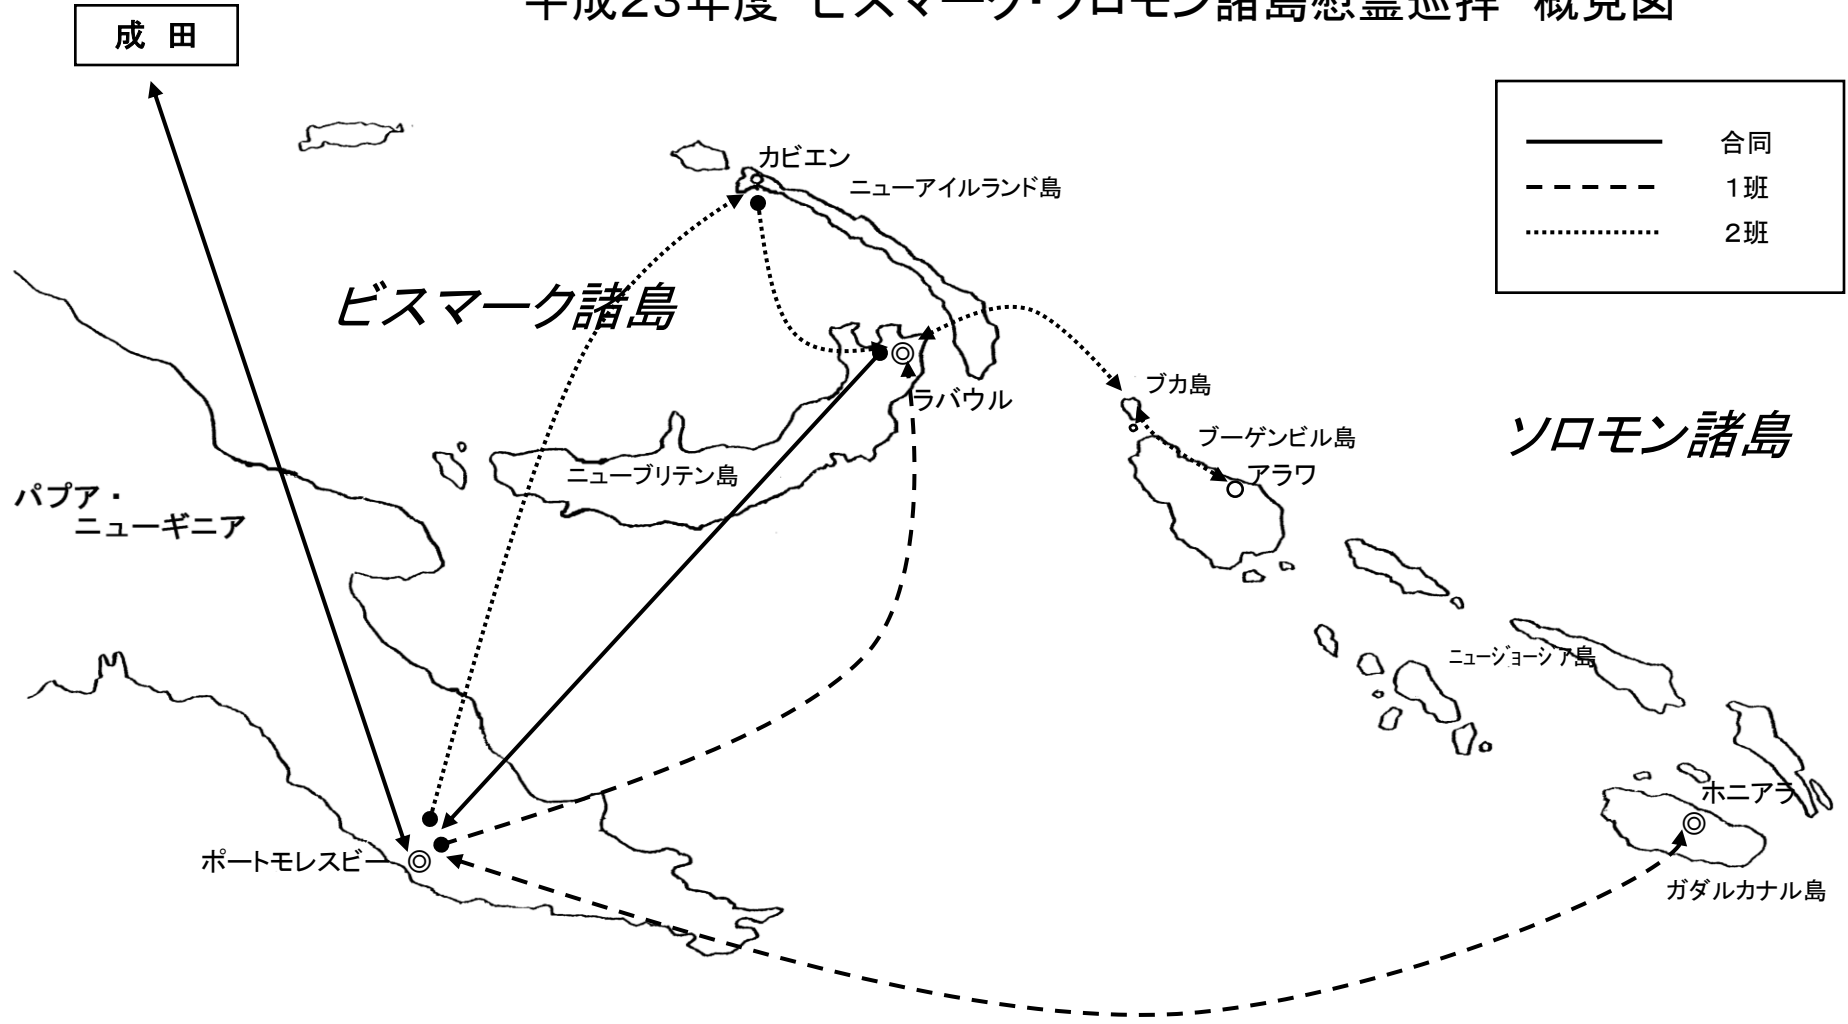 平成23年度 ビスマーク・ソロモン諸島慰霊巡拝 概見図
成 田
合同
1班
2班
カビエン
ニューアイルランド島
ビスマーク諸島
ラバウル
ブカ島
ブーゲンビル島
アラワ
ソロモン諸島
ニューブリテン島
パプア・
ニューギニア
ニュージョージア島
ホニアラ
ポートモレスビー
ガダルカナル島